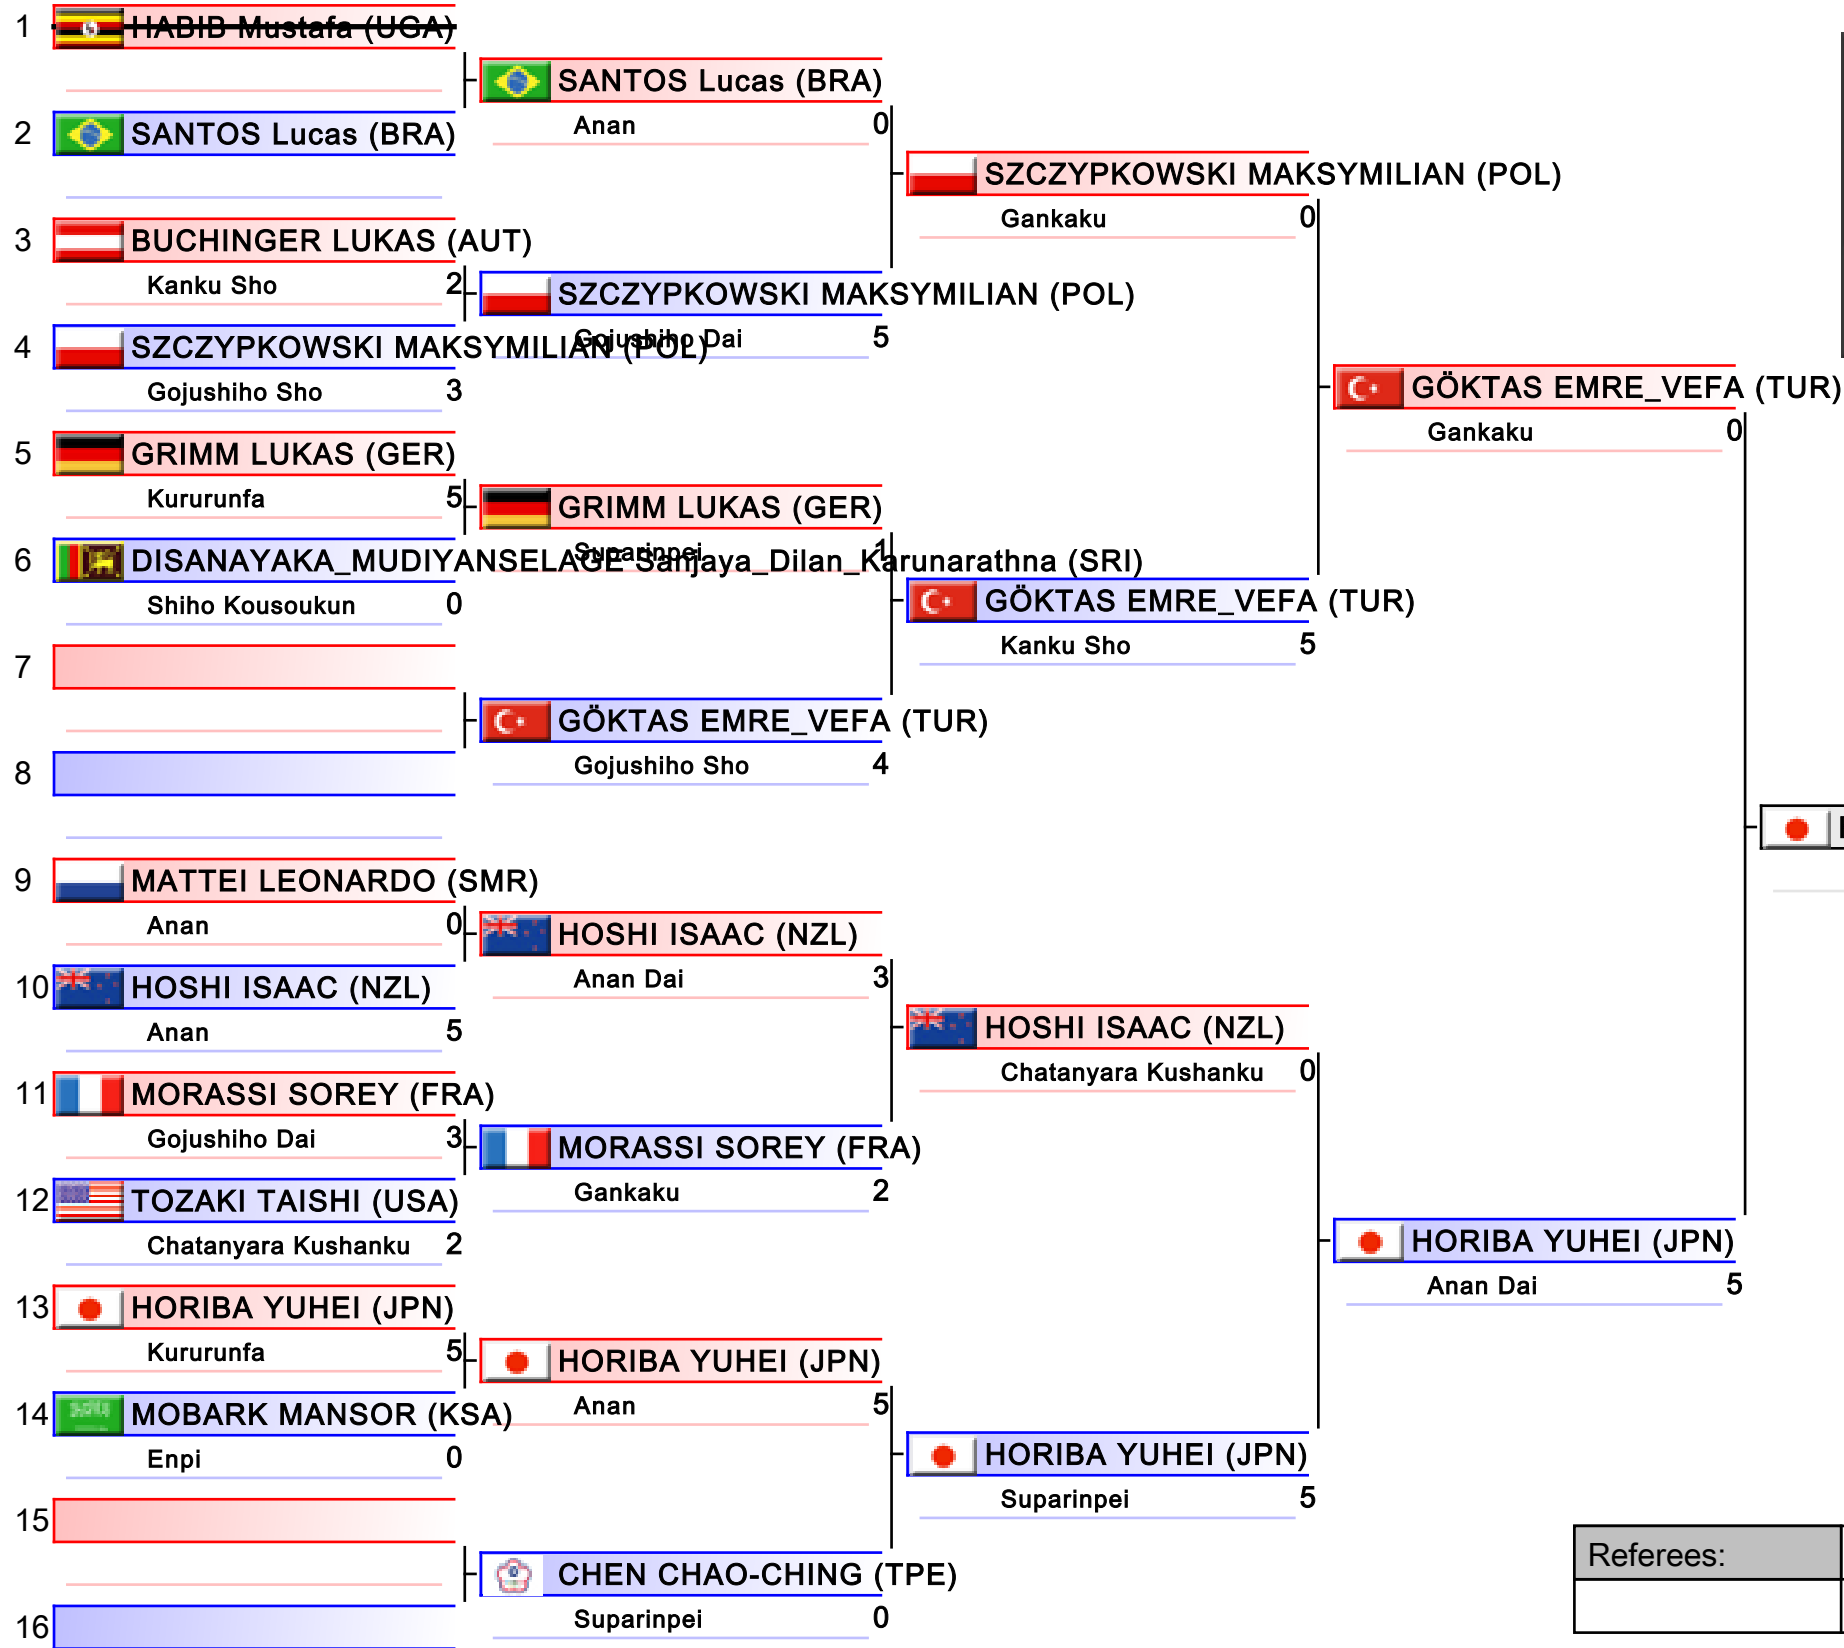 1 HABIB Mustafa (UGA)
SANTOS Lucas (BRA)
Anan 0
2 SANTOS Lucas (BRA)
SZCZYPKOWSKI MAKSYMILIAN (POL)
Gankaku 0
3 BUCHINGER LUKAS (AUT)
Kanku Sho 2
SZCZYPKOWSKI MAKSYMILIAN (POL)
Gojushiho Dai 5
4 SZCZYPKOWSKI MAKSYMILIAN (POL)
Gojushiho Sho 3
GÖKTAS EMRE_VEFA (TUR)
Gankaku 0
5 GRIMM LUKAS (GER)
Kururunfa 5
GRIMM LUKAS (GER)
Suparinpei 1
6 DISANAYAKA_MUDIYANSELAGE Sanjaya_Dilan_Karunarathna (SRI)
Shiho Kousoukun 0
GÖKTAS EMRE_VEFA (TUR)
Kanku Sho 5
7
GÖKTAS EMRE_VEFA (TUR)
Gojushiho Sho 4
8
9 MATTEI LEONARDO (SMR)
Anan 0
HOSHI ISAAC (NZL)
Anan Dai 3
10 HOSHI ISAAC (NZL)
Anan 5
HOSHI ISAAC (NZL)
Chatanyara Kushanku 0
11 MORASSI SOREY (FRA)
Gojushiho Dai 3
MORASSI SOREY (FRA)
Gankaku 2
12 TOZAKI TAISHI (USA)
Chatanyara Kushanku 2
HORIBA YUHEI (JPN)
Anan Dai 5
13 HORIBA YUHEI (JPN)
Kururunfa 5
HORIBA YUHEI (JPN)
Anan 5
14 MOBARK MANSOR (KSA)
Enpi 0
HORIBA YUHEI (JPN)
Suparinpei 5
15
CHEN CHAO-CHING (TPE)
Suparinpei 0
16
Referees: